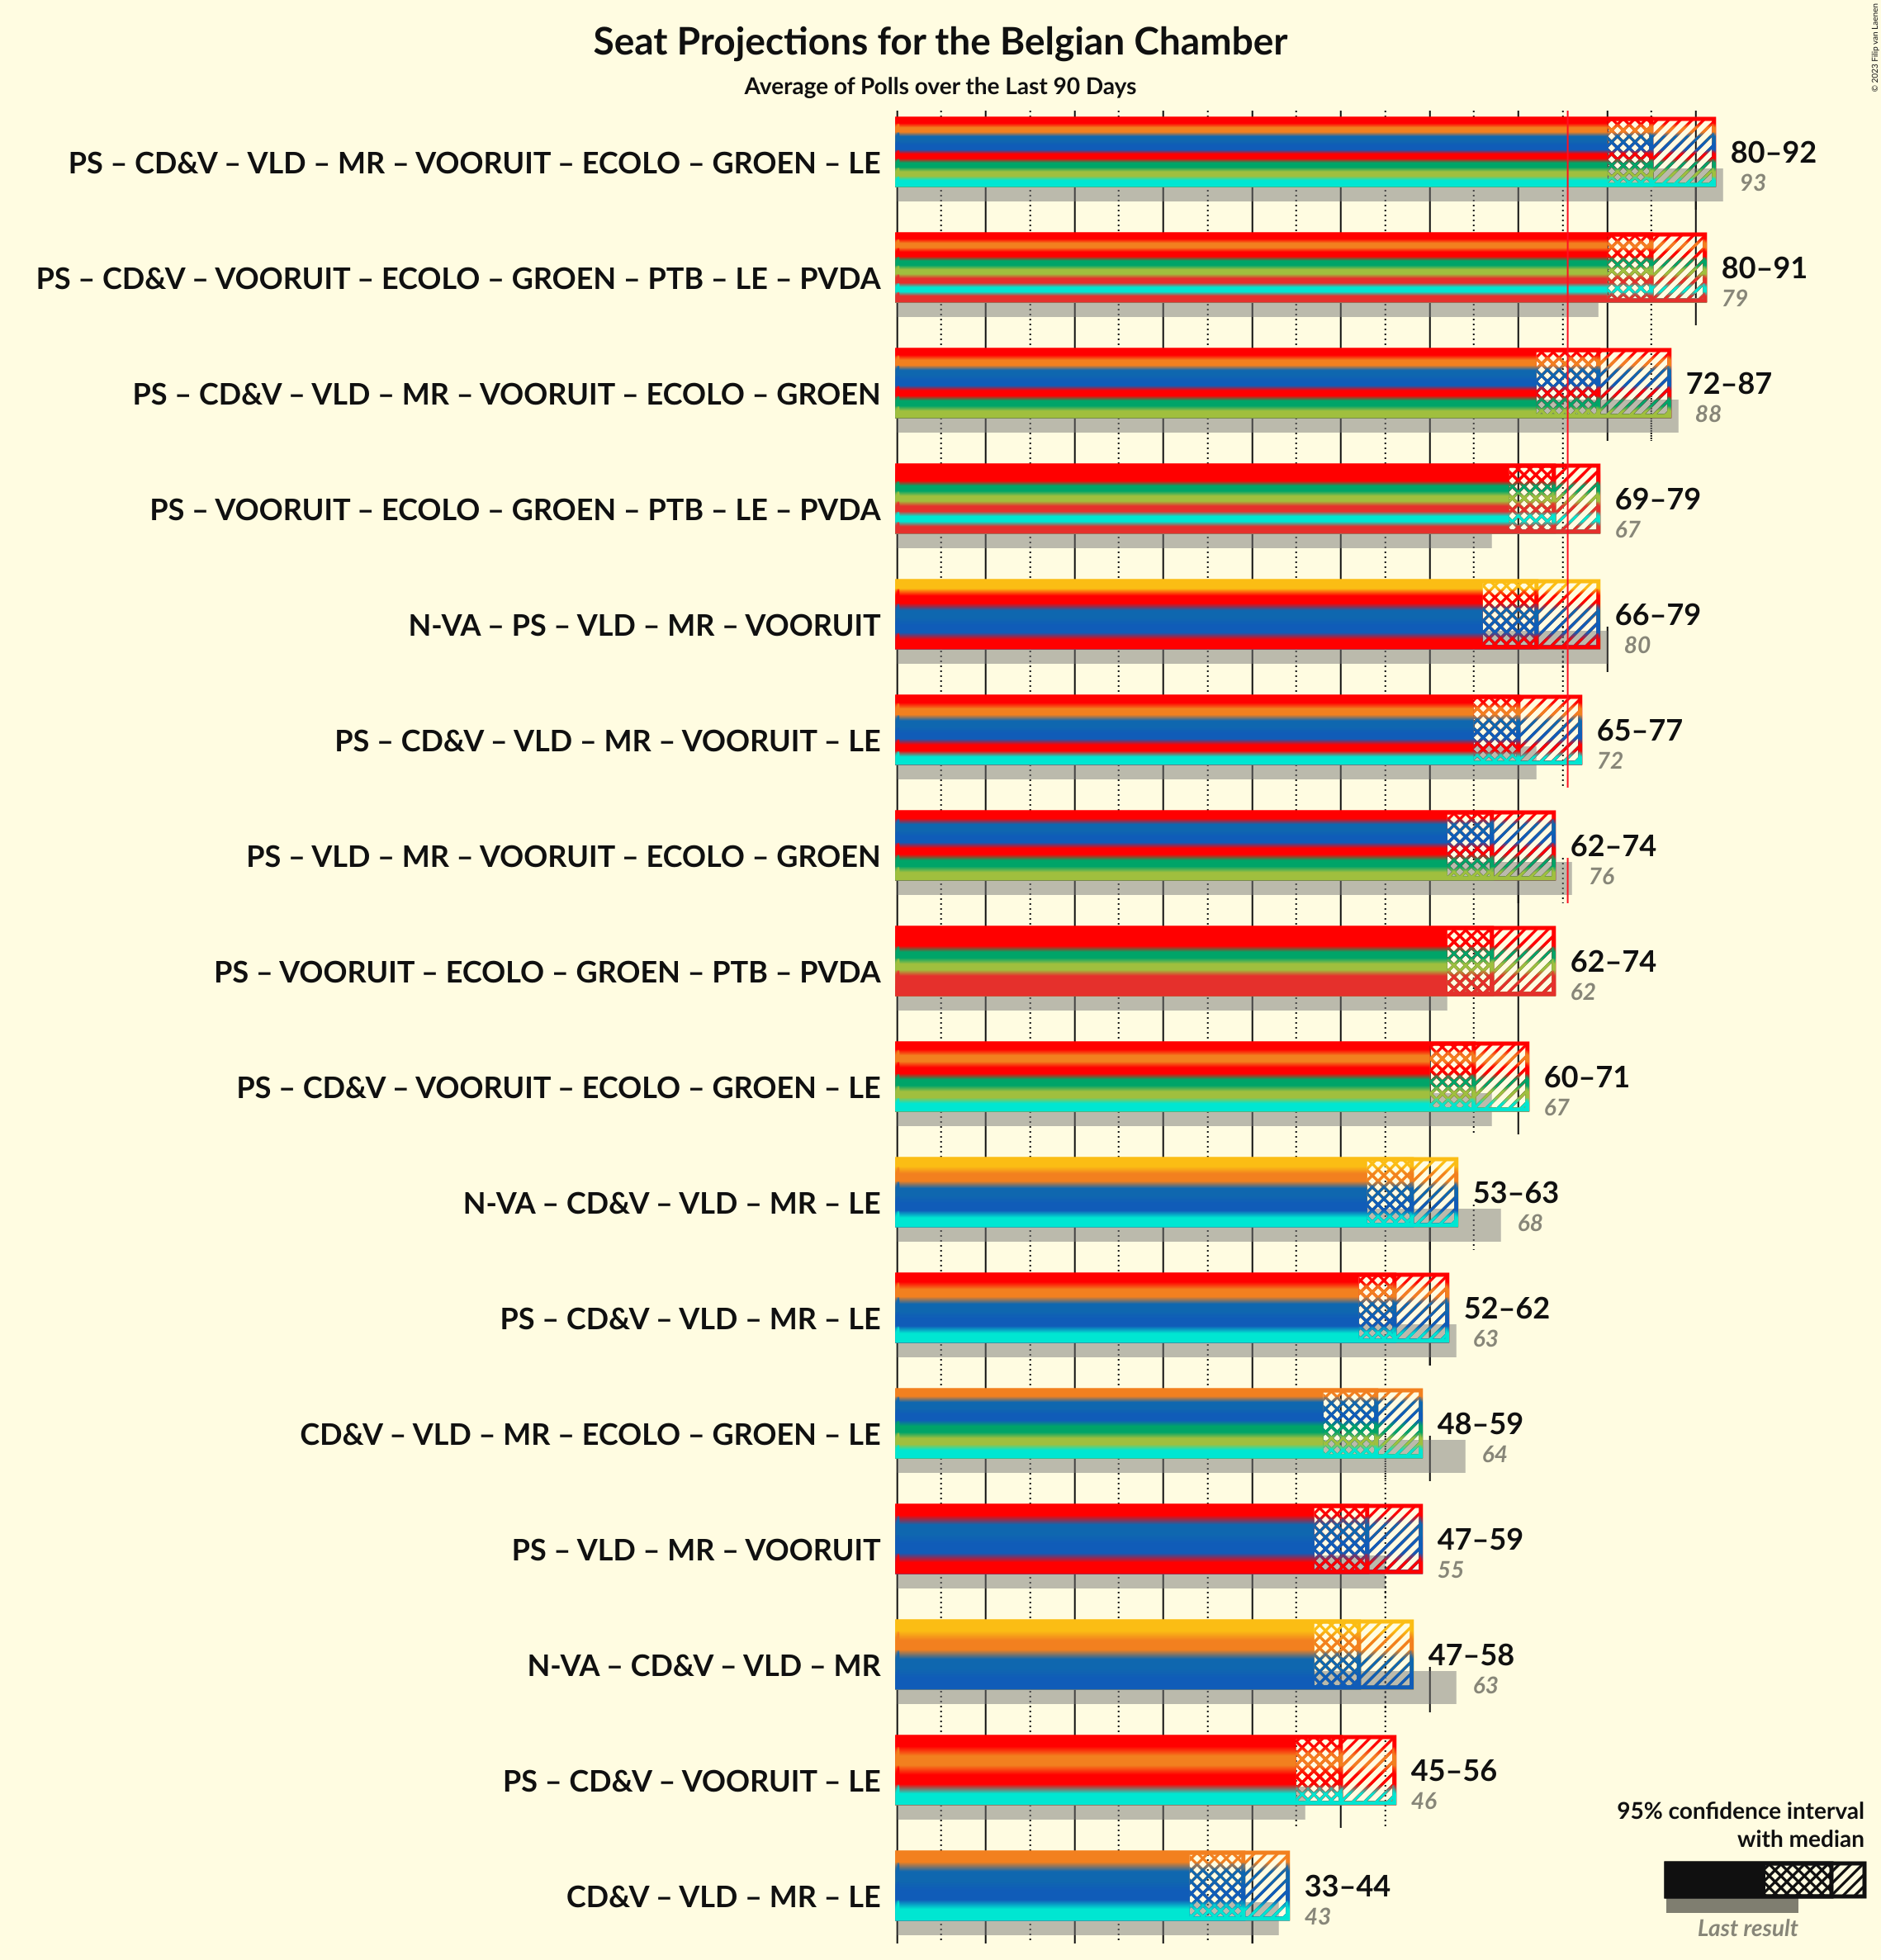 Seat Projections for the Belgian Chamber
Average of Polls over the Last 90 Days
© 2023 Filip van Laenen
PS – CD&V – VLD – MR – VOORUIT – ECOLO – GROEN – LE
80–92
93
PS – CD&V – VOORUIT – ECOLO – GROEN – PTB – LE – PVDA
80–91
79
PS – CD&V – VLD – MR – VOORUIT – ECOLO – GROEN
72–87
88
PS – VOORUIT – ECOLO – GROEN – PTB – LE – PVDA
69–79
67
N-VA – PS – VLD – MR – VOORUIT
66–79
80
PS – CD&V – VLD – MR – VOORUIT – LE
65–77
72
PS – VLD – MR – VOORUIT – ECOLO – GROEN
62–74
76
PS – VOORUIT – ECOLO – GROEN – PTB – PVDA
62–74
62
PS – CD&V – VOORUIT – ECOLO – GROEN – LE
60–71
67
N-VA – CD&V – VLD – MR – LE
53–63
68
PS – CD&V – VLD – MR – LE
52–62
63
CD&V – VLD – MR – ECOLO – GROEN – LE
48–59
64
PS – VLD – MR – VOORUIT
47–59
55
N-VA – CD&V – VLD – MR
47–58
63
PS – CD&V – VOORUIT – LE
45–56
46
CD&V – VLD – MR – LE
33–44
43
95% confidence interval
with median
Last result